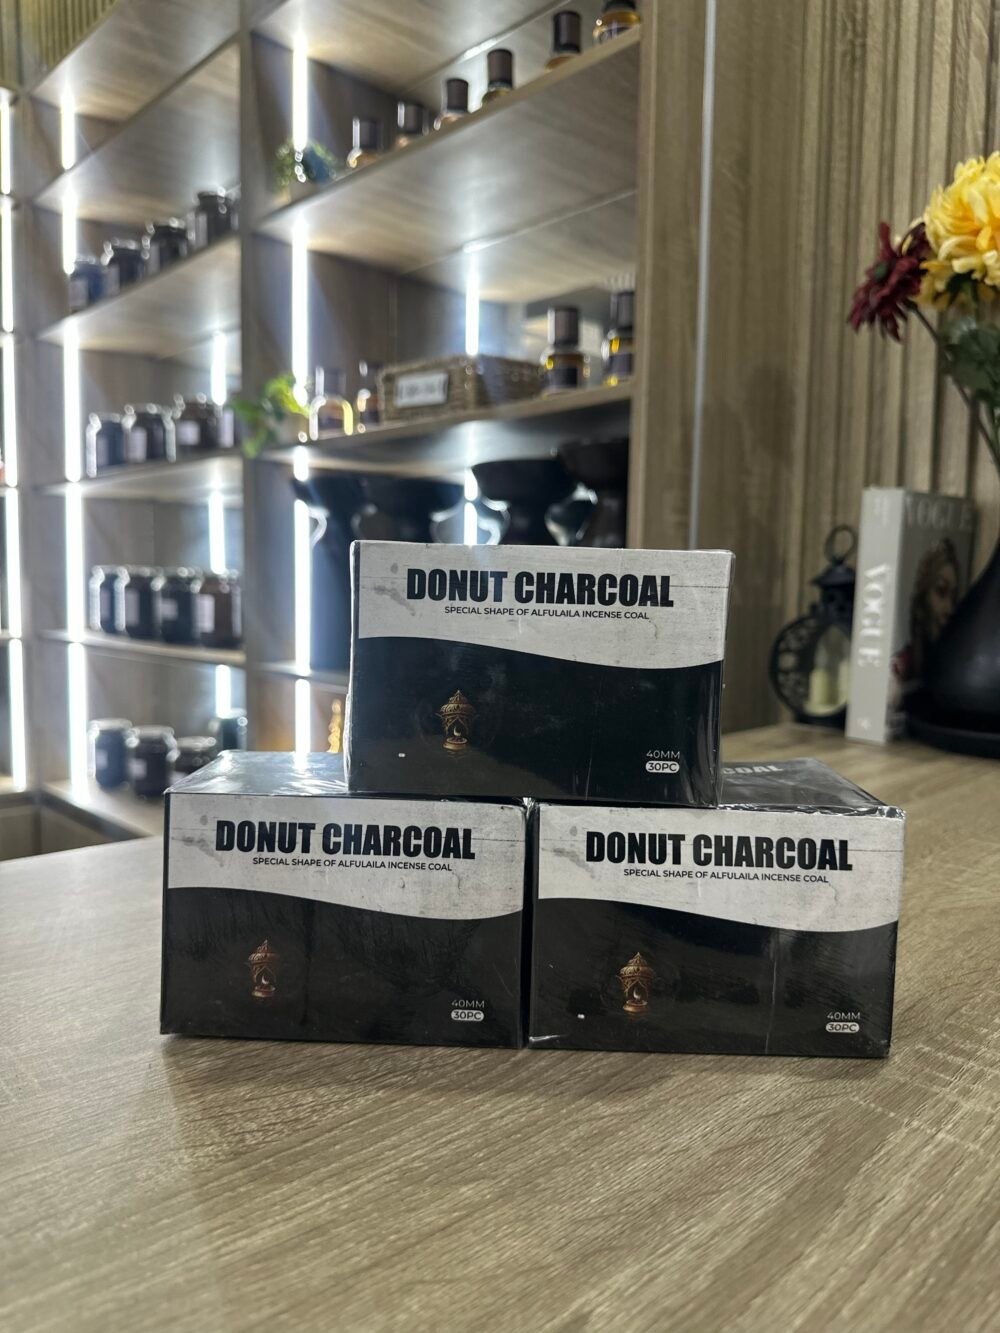 DONUT CHARCOAL
SPECIAL SHAPE OF ALFULAILA INCENSE COAL
40MM
30PC
COAL
DONUT CHARCOAL
SPECIAL SHAPE OF ALFULAILA INCENSE COAL
40MM
30PC
DONUT CHARCOAL
SPECIAL SHAPE OF ALFULAILA INCENSE COAL
40MM
30PC
VOGUE
VOGUE